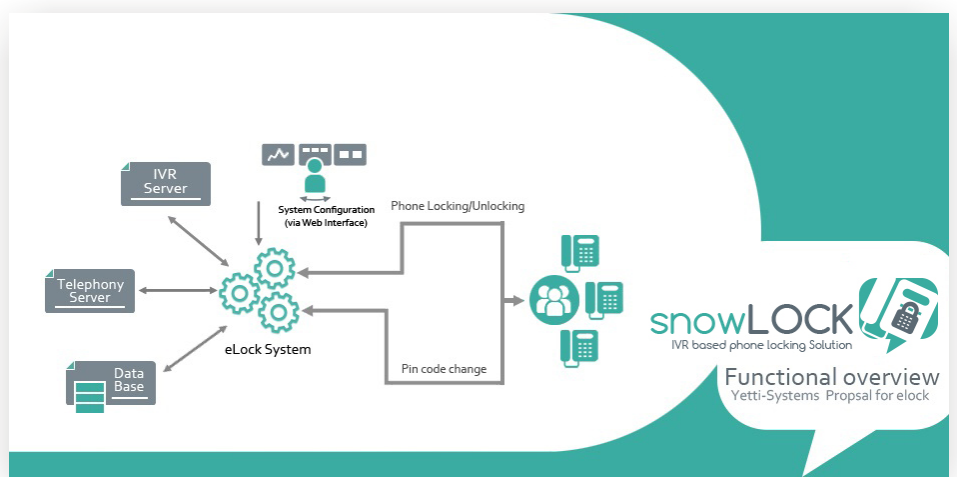 IVR
Server
System Configuration
(via Web Interface)
Phone Locking/Unlocking
Telephony
Server
eLock System
Data
Base
Pin code change
snowLOCK
IVR based phone locking Solution
Functional overview
Yetti-Systems Propsal for elock